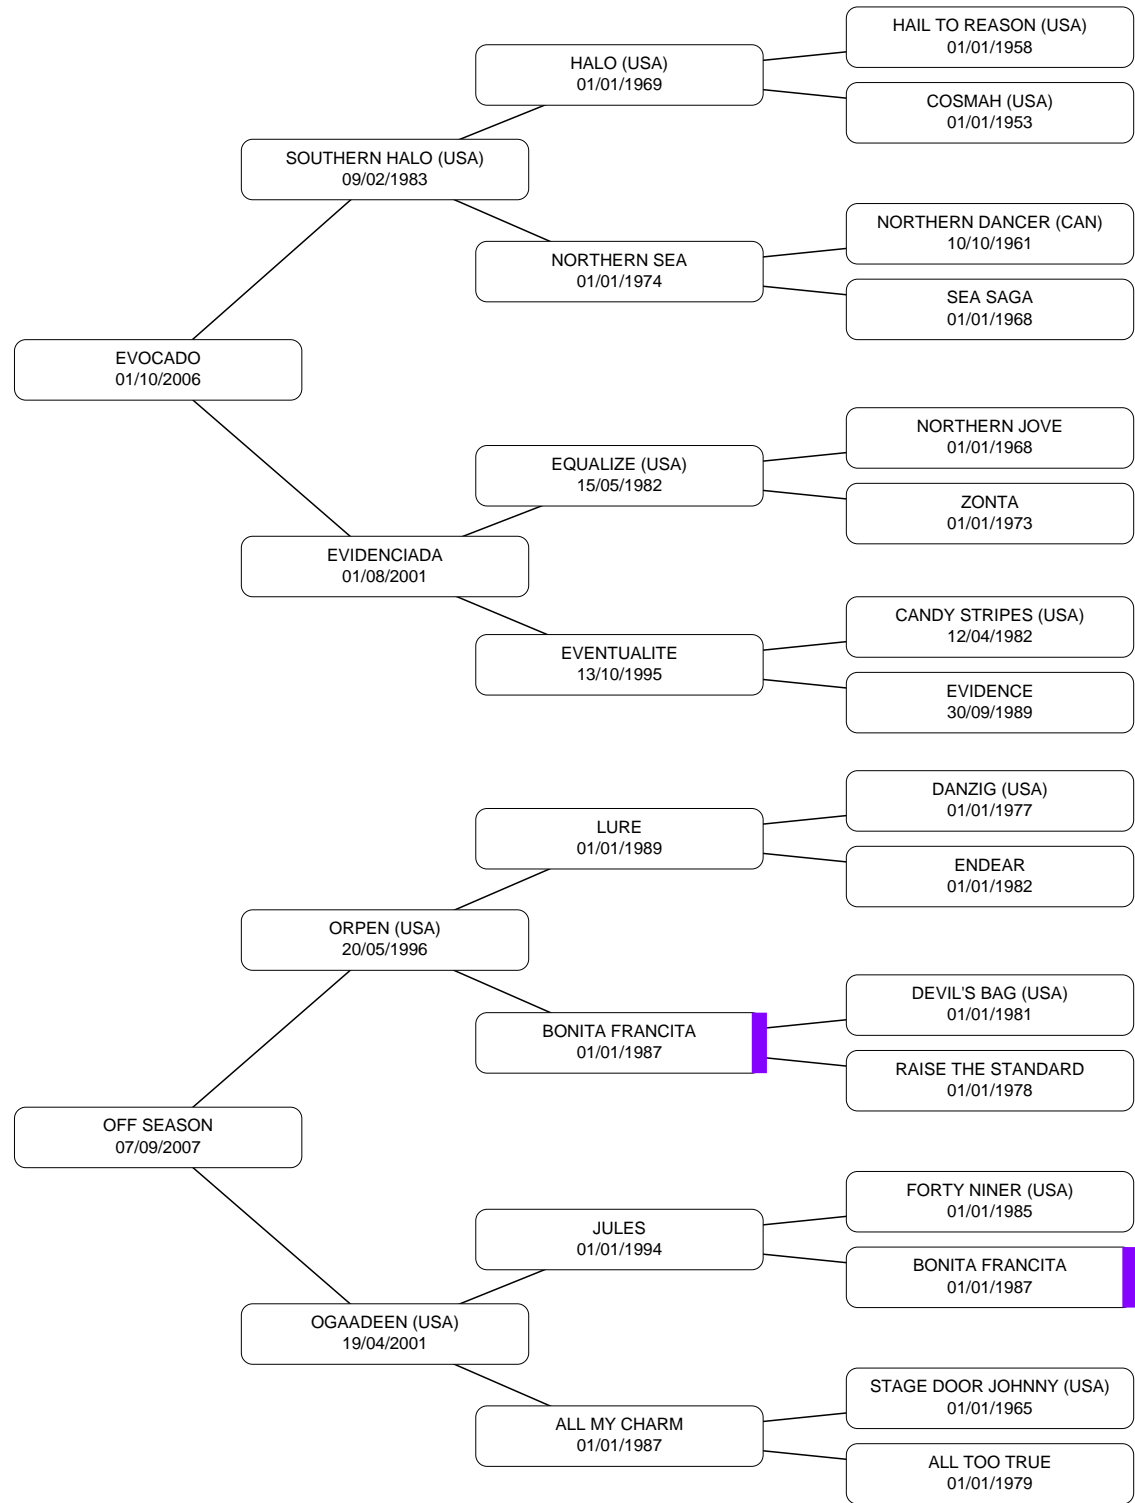 HAIL TO REASON (USA)
01/01/1958
HALO (USA)
01/01/1969
COSMAH (USA)
01/01/1953
SOUTHERN HALO (USA)
09/02/1983
NORTHERN DANCER (CAN)
10/10/1961
NORTHERN SEA
01/01/1974
SEA SAGA
01/01/1968
EVOCADO
01/10/2006
NORTHERN JOVE
01/01/1968
EQUALIZE (USA)
15/05/1982
ZONTA
01/01/1973
EVIDENCIADA
01/08/2001
CANDY STRIPES (USA)
12/04/1982
EVENTUALITE
13/10/1995
EVIDENCE
30/09/1989
DANZIG (USA)
01/01/1977
LURE
01/01/1989
ENDEAR
01/01/1982
ORPEN (USA)
20/05/1996
DEVIL'S BAG (USA)
01/01/1981
BONITA FRANCITA
01/01/1987
RAISE THE STANDARD
01/01/1978
OFF SEASON
07/09/2007
FORTY NINER (USA)
01/01/1985
JULES
01/01/1994
BONITA FRANCITA
01/01/1987
OGAADEEN (USA)
19/04/2001
STAGE DOOR JOHNNY (USA)
01/01/1965
ALL MY CHARM
01/01/1987
ALL TOO TRUE
01/01/1979